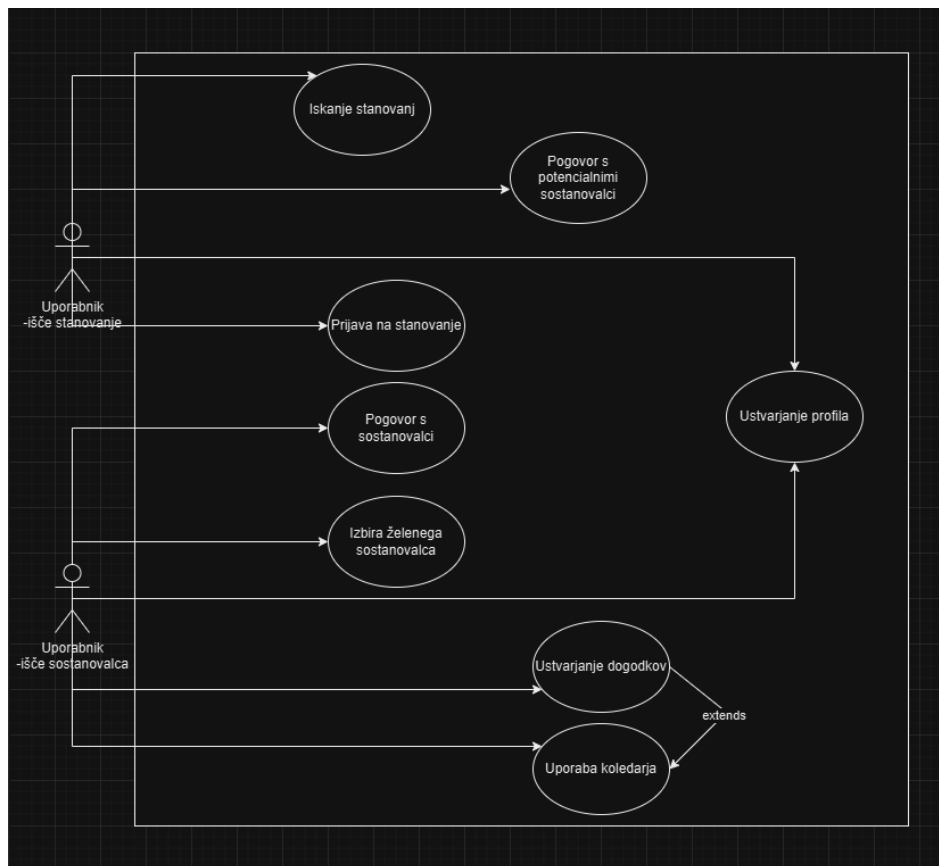 Iskanje stanovanj
Pogovor s
potencialnimi
sostanovalci
Uporabnik
-išče stanovanje
Prijava na stanovanje
Pogovor s
sostanovalci
Ustvarjanje profila
Izbira želenega
sostanovalca
Uporabnik
-išče sostanovalca
Ustvarjanje dogodkov
extends
Uporaba koledarja